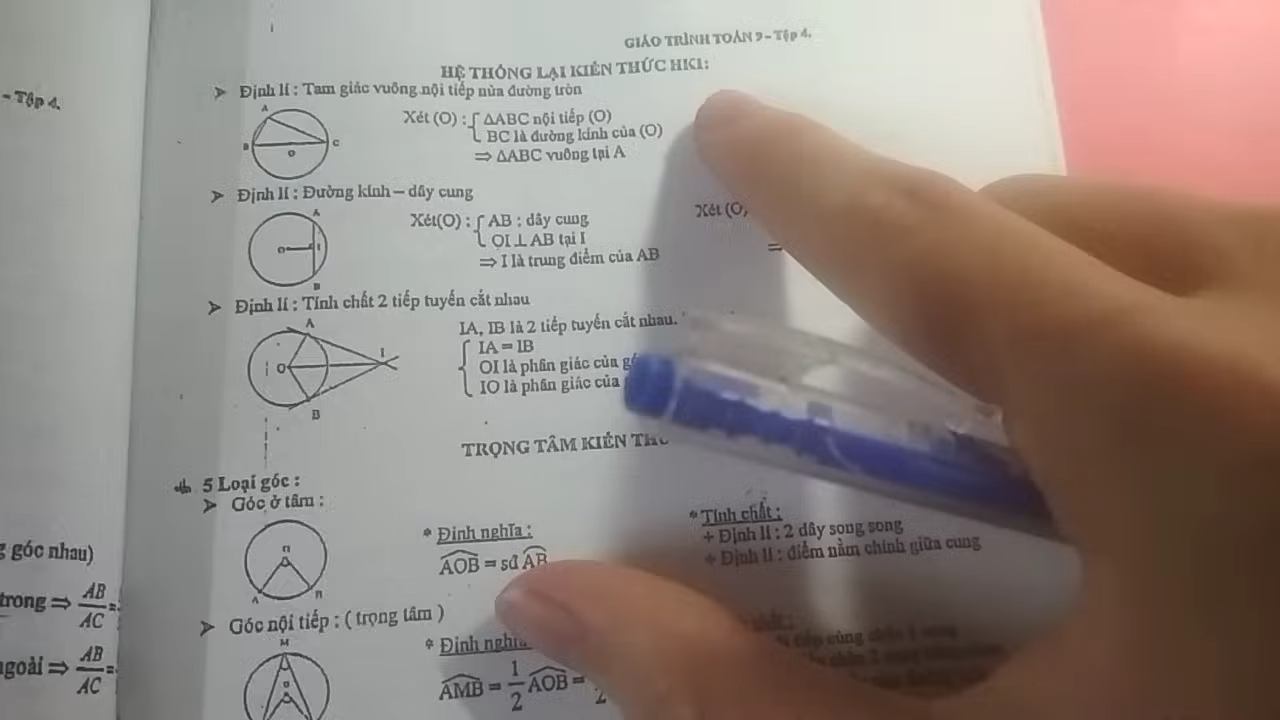 GIÁO TRÌNH TOÁN 9 - Tập 4.
- Tập 4.
HỆ THỐNG LẠI KIẾN THỨC HK1:
➤ Định lí : Tam giác vuông nội tiếp nửa đường tròn
A
B
O
C
Xét (O) : { ΔABC nội tiếp (O)
BC là đường kính của (O)
⇒ ΔABC vuông tại A
➤ Định lí : Đường kính – dây cung
A
O
I
B
Xét(O) : { AB : dây cung
OI ⊥ AB tại I
⇒ I là trung điểm của AB
Xét (O)
=
➤ Định lí : Tính chất 2 tiếp tuyến cắt nhau
A
O
I
B
IA, IB là 2 tiếp tuyến cắt nhau.
{ IA = IB
OI là phân giác của
IO là phân giác của
TRỌNG TÂM KIẾN
5 Loại góc :
➤ Góc ở tâm :
A
B
* Định nghĩa :
AOB = sđ AB
* Tính chất :
+ Định lí : 2 dây song song
+ Định lí : điểm nằm chính giữa cung
➤ Góc nội tiếp : ( trọng tâm )
M
O
* Định
AMB = 1/2 AOB =
góc nhau)
trong ⇒ AB/AC =
ngoài ⇒ AB/AC =